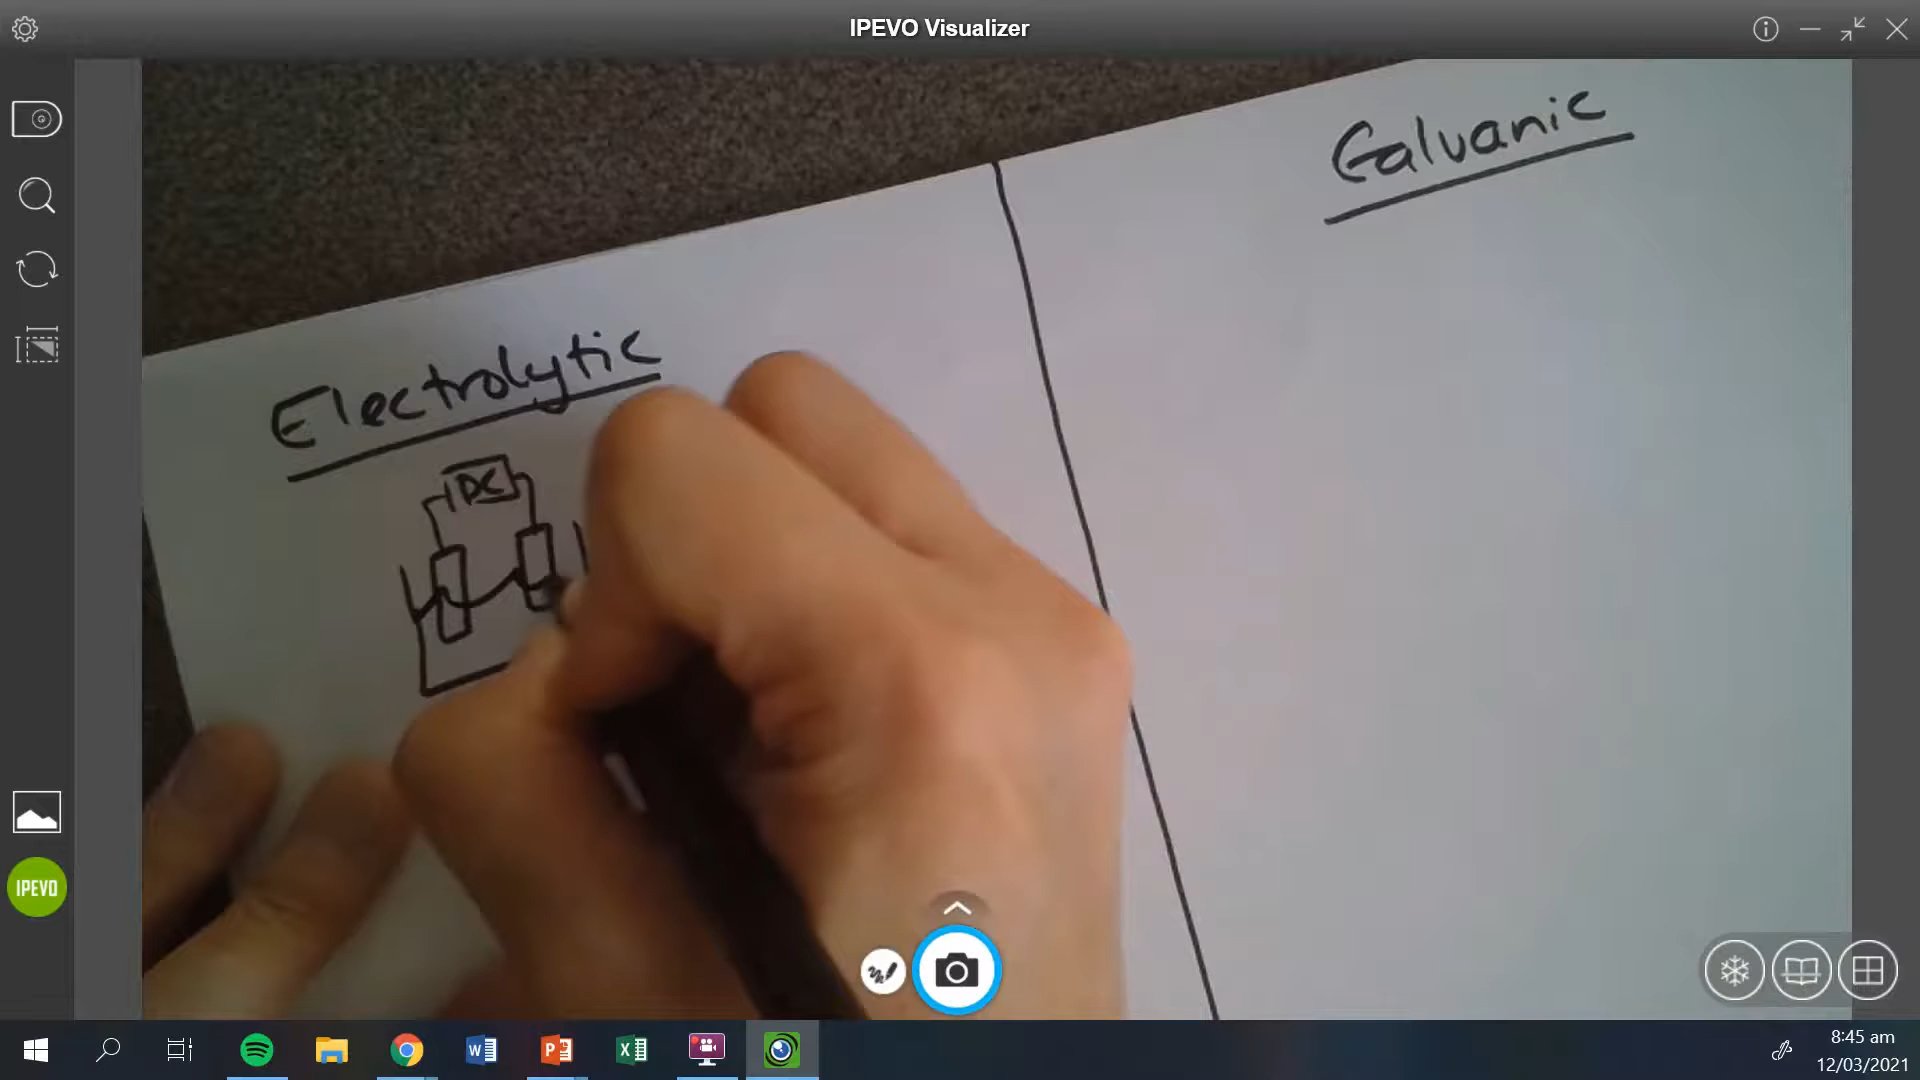 IPEVO Visualizer
Galvanic
Electrolytic
DC
IPEVO
8:45 am
12/03/2021